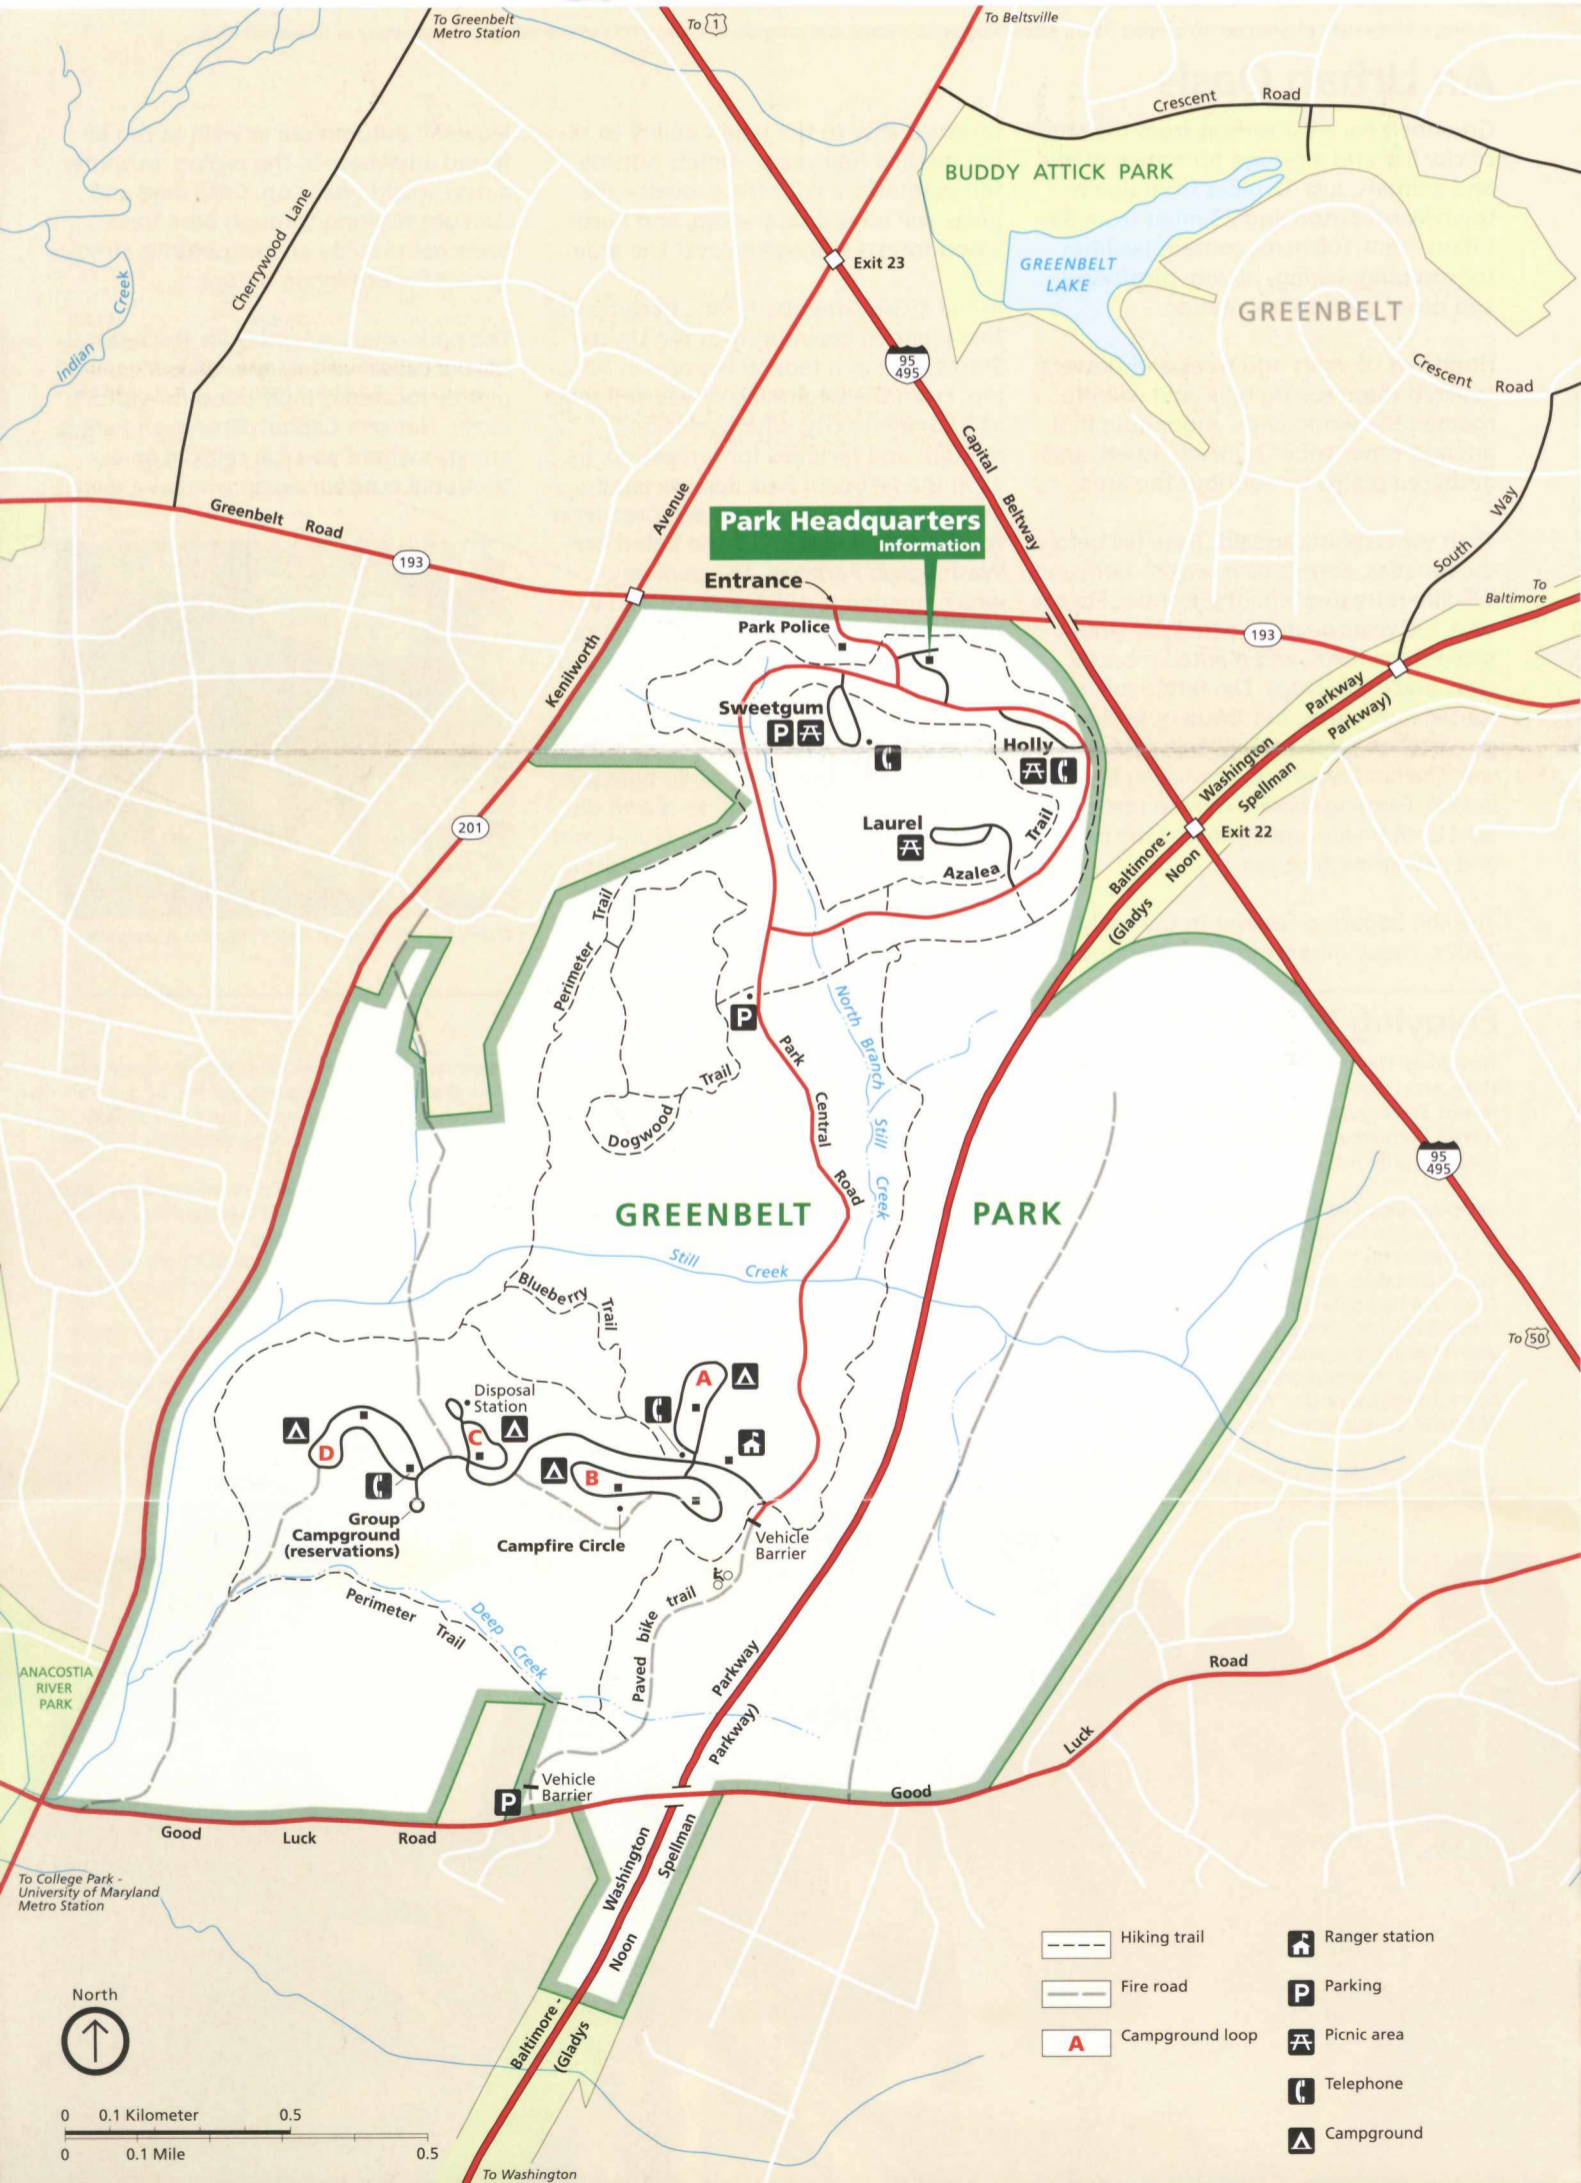 To Greenbelt
Metro Station
To 1
To Beltsville
Crescent Road
BUDDY ATTICK PARK
Cherrywood Lane
Indian Creek
Exit 23
GREENBELT
LAKE
GREENBELT
95
495
Crescent Road
Capital Beltway
Greenbelt Road
193
Kenilworth Avenue
Park Headquarters
Information
Entrance
South Way
To
Baltimore
Park Police
193
Sweetgum
P
Holly
Laurel
Azalea Trail
201
Exit 22
Baltimore - Washington Parkway
(Gladys Noon Spellman Parkway)
Perimeter Trail
P
North Branch Still Creek
Park Central Road
Dogwood Trail
95
495
GREENBELT PARK
Still Creek
Blueberry Trail
To 50
A
Disposal
Station
C
D
B
Group
Campground
(reservations)
Campfire Circle
Vehicle
Barrier
Perimeter Trail
Deep Creek
Paved bike trail
ANACOSTIA
RIVER
PARK
P
Vehicle
Barrier
Good Luck Road
Good Luck Road
Baltimore - Washington Parkway
(Gladys Noon Spellman Parkway)
To College Park -
University of Maryland
Metro Station
Hiking trail
Fire road
A Campground loop
Ranger station
P Parking
Picnic area
Telephone
Campground
North
0 0.1 Kilometer 0.5
0 0.1 Mile 0.5
To Washington